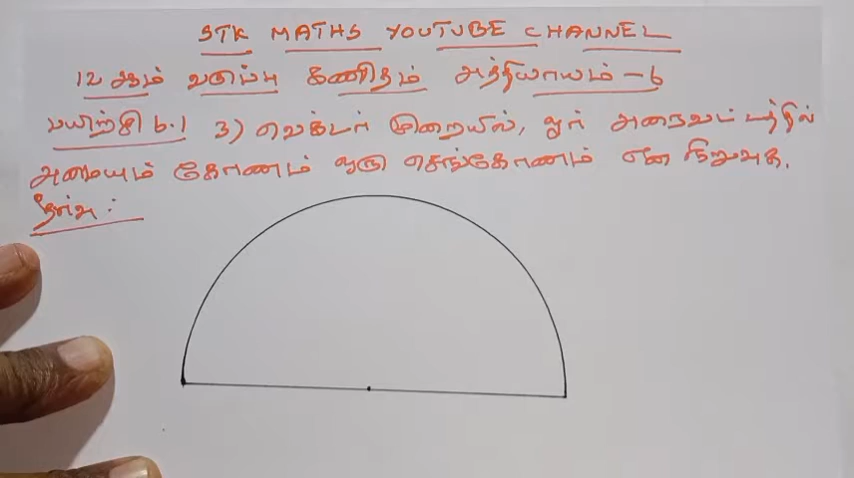 STK MATHS YOUTUBE CHANNEL
12 ஆம் வகுப்பு கணிதம் அத்தியாயம் - 6
பயிற்சி 6.1 3) வெக்டர் முறையில், ஓர் அரைவட்டத்தில்
அமையும் கோணம் ஒரு செங்கோணம் என நிறுவுக.
தீர்வு :